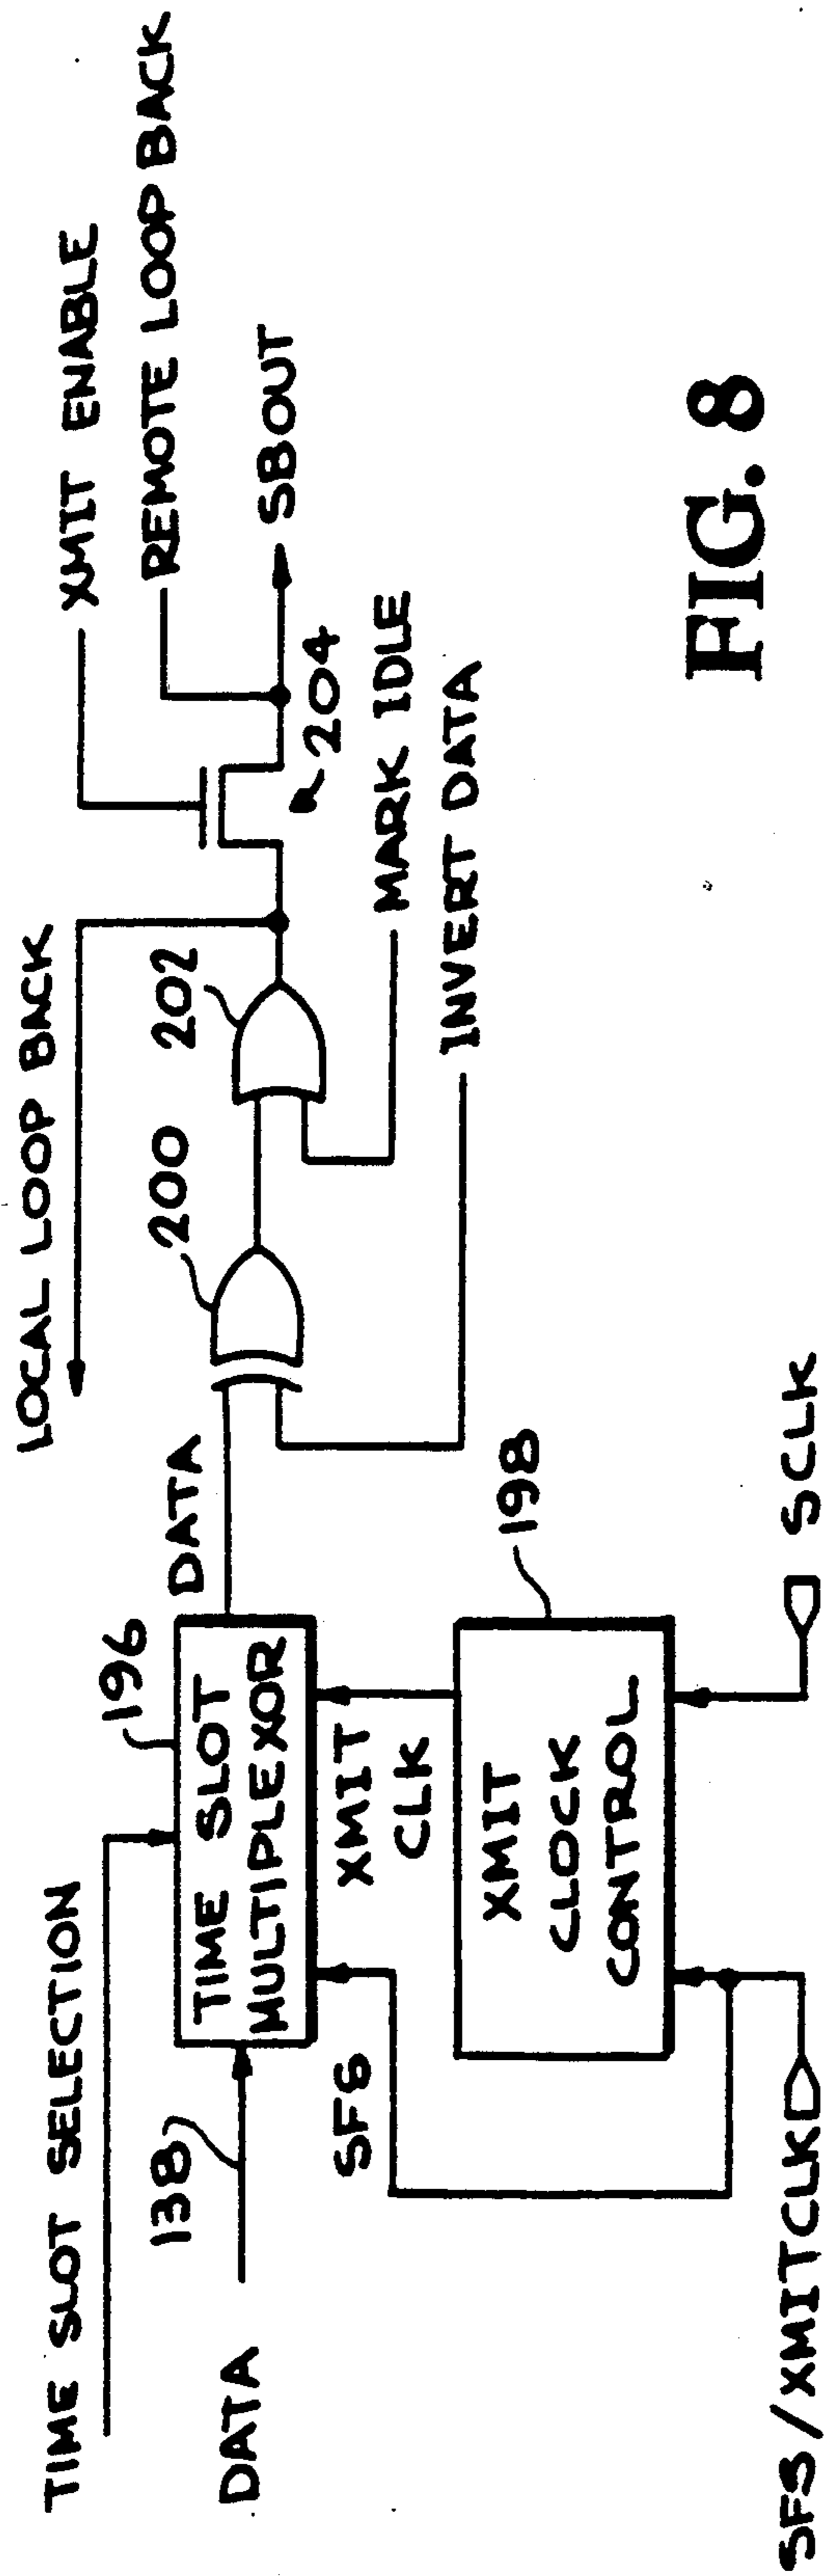 LOCAL LOOP BACK
XMIT ENABLE
REMOTE LOOP BACK
TIME SLOT SELECTION
196
DATA
200
202
138
DATA
TIME SLOT
MULTIPLEXOR
204
SBOUT
MARK IDLE
INVERT DATA
SFS
XMIT
CLK
198
XMIT
CLOCK
CONTROL
SFS/XMITCLK
SCLK
FIG. 8